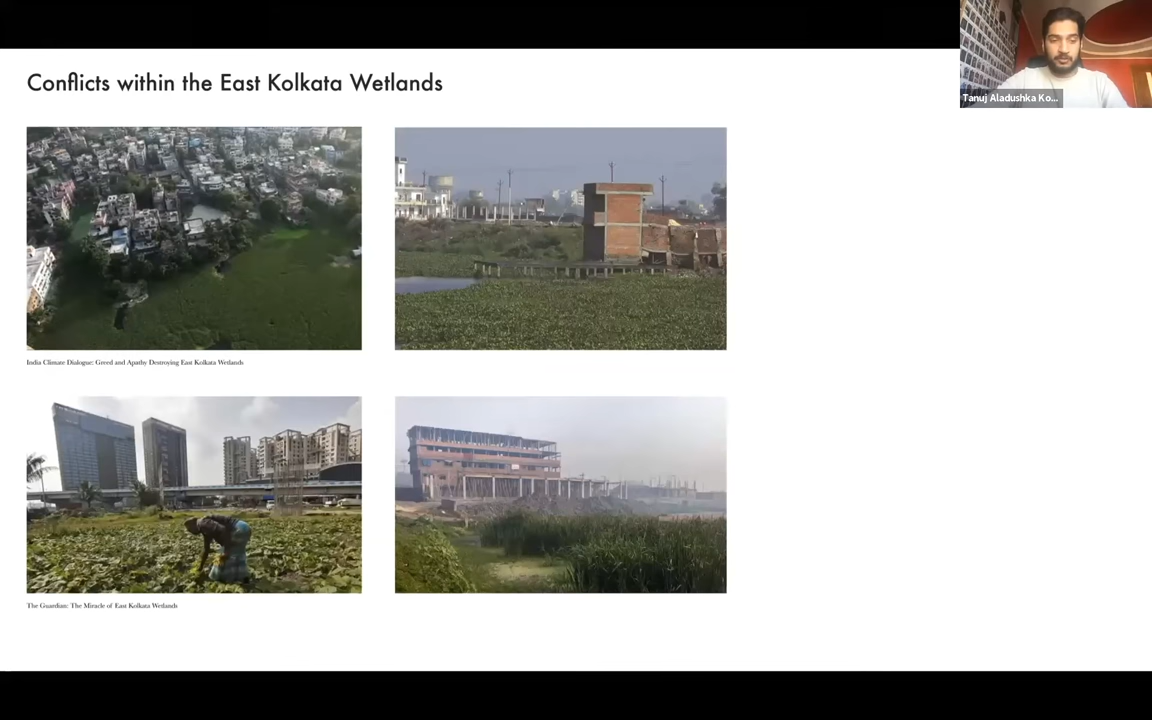 Conflicts within the East Kolkata Wetlands
Tanuj Aladushka Ko...
India Climate Dialogue: Greed and Apathy Destroying East Kolkata Wetlands
The Guardian: The Miracle of East Kolkata Wetlands